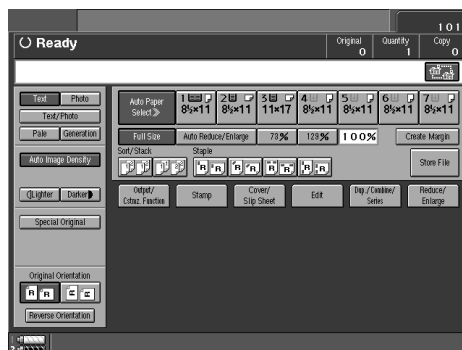 101
Ready
Original 0 Quantity 1 Copy 0
Text Photo
Text/Photo
Pale Generation
Auto Image Density
Lighter Darker
Special Original
Original Orientation
R R R R
Reverse Orientation
Auto Paper Select 1 8½×11 2 8½×11 3 11×17 4 8½×11 5 8½×11 6 8½×11 7 8½×11
Full Size Auto Reduce/Enlarge 73% 129% 100% Create Margin
Sort/Stack Staple
Store File
Output/ Cstmz. Function Stamp Cover/ Slip Sheet Edit Dup./Combine/ Series Reduce/ Enlarge
1
2